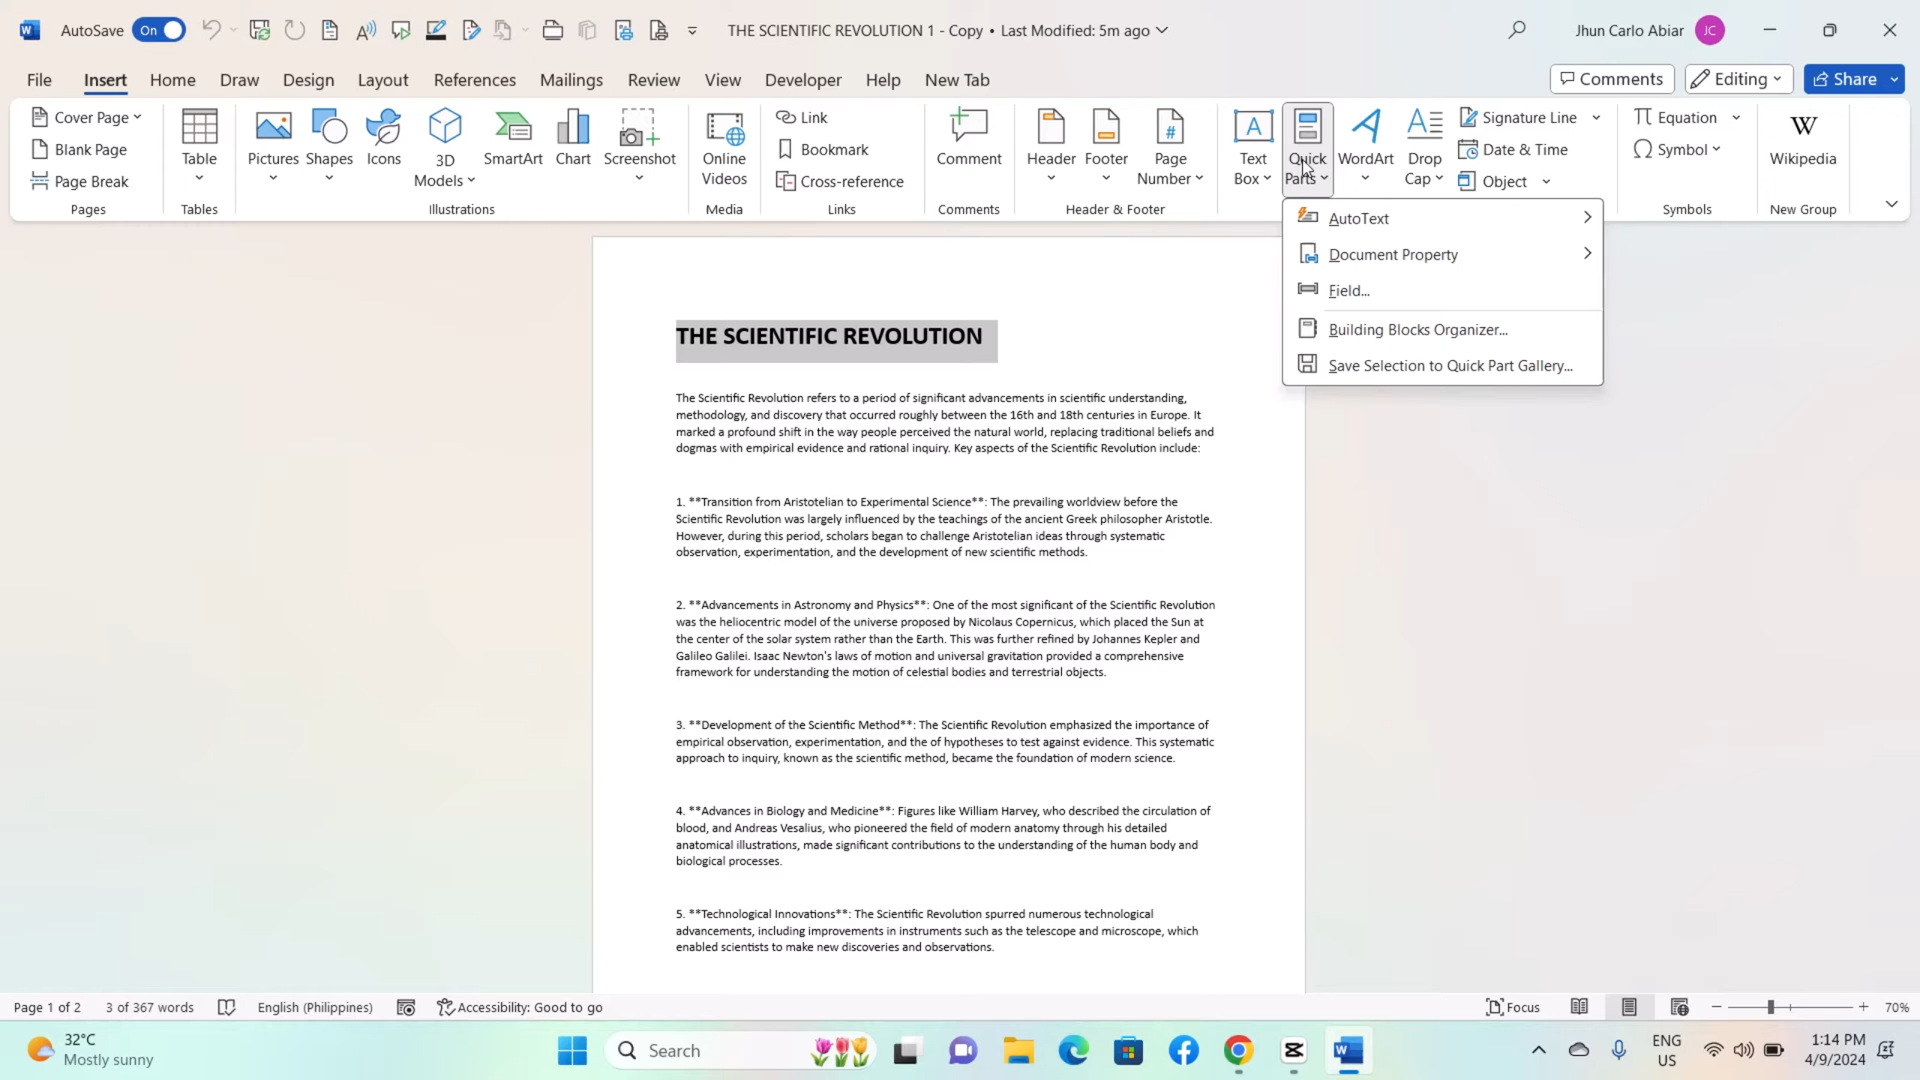 AutoSave On THE SCIENTIFIC REVOLUTION 1 - Copy • Last Modified: 5m ago Jhun Carlo Abiar JC
File Insert Home Draw Design Layout References Mailings Review View Developer Help New Tab Comments Editing Share
Cover Page
Blank Page
Page Break
Pages
Table
Tables
Pictures Shapes Icons 3D Models SmartArt Chart Screenshot
Illustrations
Online Videos
Media
Link
Bookmark
Cross-reference
Links
Comment
Comments
Header Footer Page Number
Header & Footer
Text Box Quick Parts WordArt Drop Cap
Signature Line
Date & Time
Object
Equation
Symbol
Symbols
W
Wikipedia
New Group
AutoText
Document Property
Field...
Building Blocks Organizer...
Save Selection to Quick Part Gallery...
THE SCIENTIFIC REVOLUTION
The Scientific Revolution refers to a period of significant advancements in scientific understanding,
methodology, and discovery that occurred roughly between the 16th and 18th centuries in Europe. It
marked a profound shift in the way people perceived the natural world, replacing traditional beliefs and
dogmas with empirical evidence and rational inquiry. Key aspects of the Scientific Revolution include:
1. **Transition from Aristotelian to Experimental Science**: The prevailing worldview before the
Scientific Revolution was largely influenced by the teachings of the ancient Greek philosopher Aristotle.
However, during this period, scholars began to challenge Aristotelian ideas through systematic
observation, experimentation, and the development of new scientific methods.
2. **Advancements in Astronomy and Physics**: One of the most significant of the Scientific Revolution
was the heliocentric model of the universe proposed by Nicolaus Copernicus, which placed the Sun at
the center of the solar system rather than the Earth. This was further refined by Johannes Kepler and
Galileo Galilei. Isaac Newton's laws of motion and universal gravitation provided a comprehensive
framework for understanding the motion of celestial bodies and terrestrial objects.
3. **Development of the Scientific Method**: The Scientific Revolution emphasized the importance of
empirical observation, experimentation, and the of hypotheses to test against evidence. This systematic
approach to inquiry, known as the scientific method, became the foundation of modern science.
4. **Advances in Biology and Medicine**: Figures like William Harvey, who described the circulation of
blood, and Andreas Vesalius, who pioneered the field of modern anatomy through his detailed
anatomical illustrations, made significant contributions to the understanding of the human body and
biological processes.
5. **Technological Innovations**: The Scientific Revolution spurred numerous technological
advancements, including improvements in instruments such as the telescope and microscope, which
enabled scientists to make new discoveries and observations.
Page 1 of 2 3 of 367 words English (Philippines) Accessibility: Good to go Focus 70%
32°C
Mostly sunny
Search
ENG
US
1:14 PM
4/9/2024